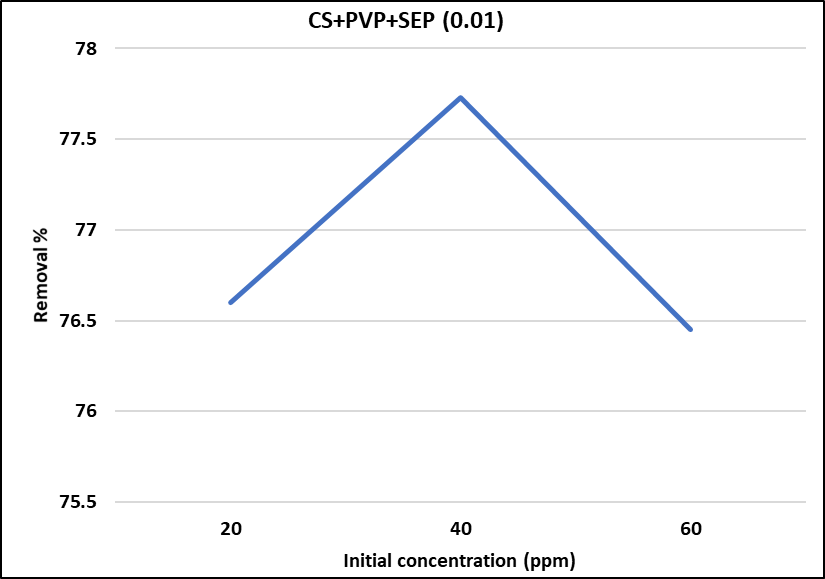 CS+PVP+SEP (0.01)
78
77.5
77
76.5
76
75.5
Removal %
20 40 60
Initial concentration (ppm)